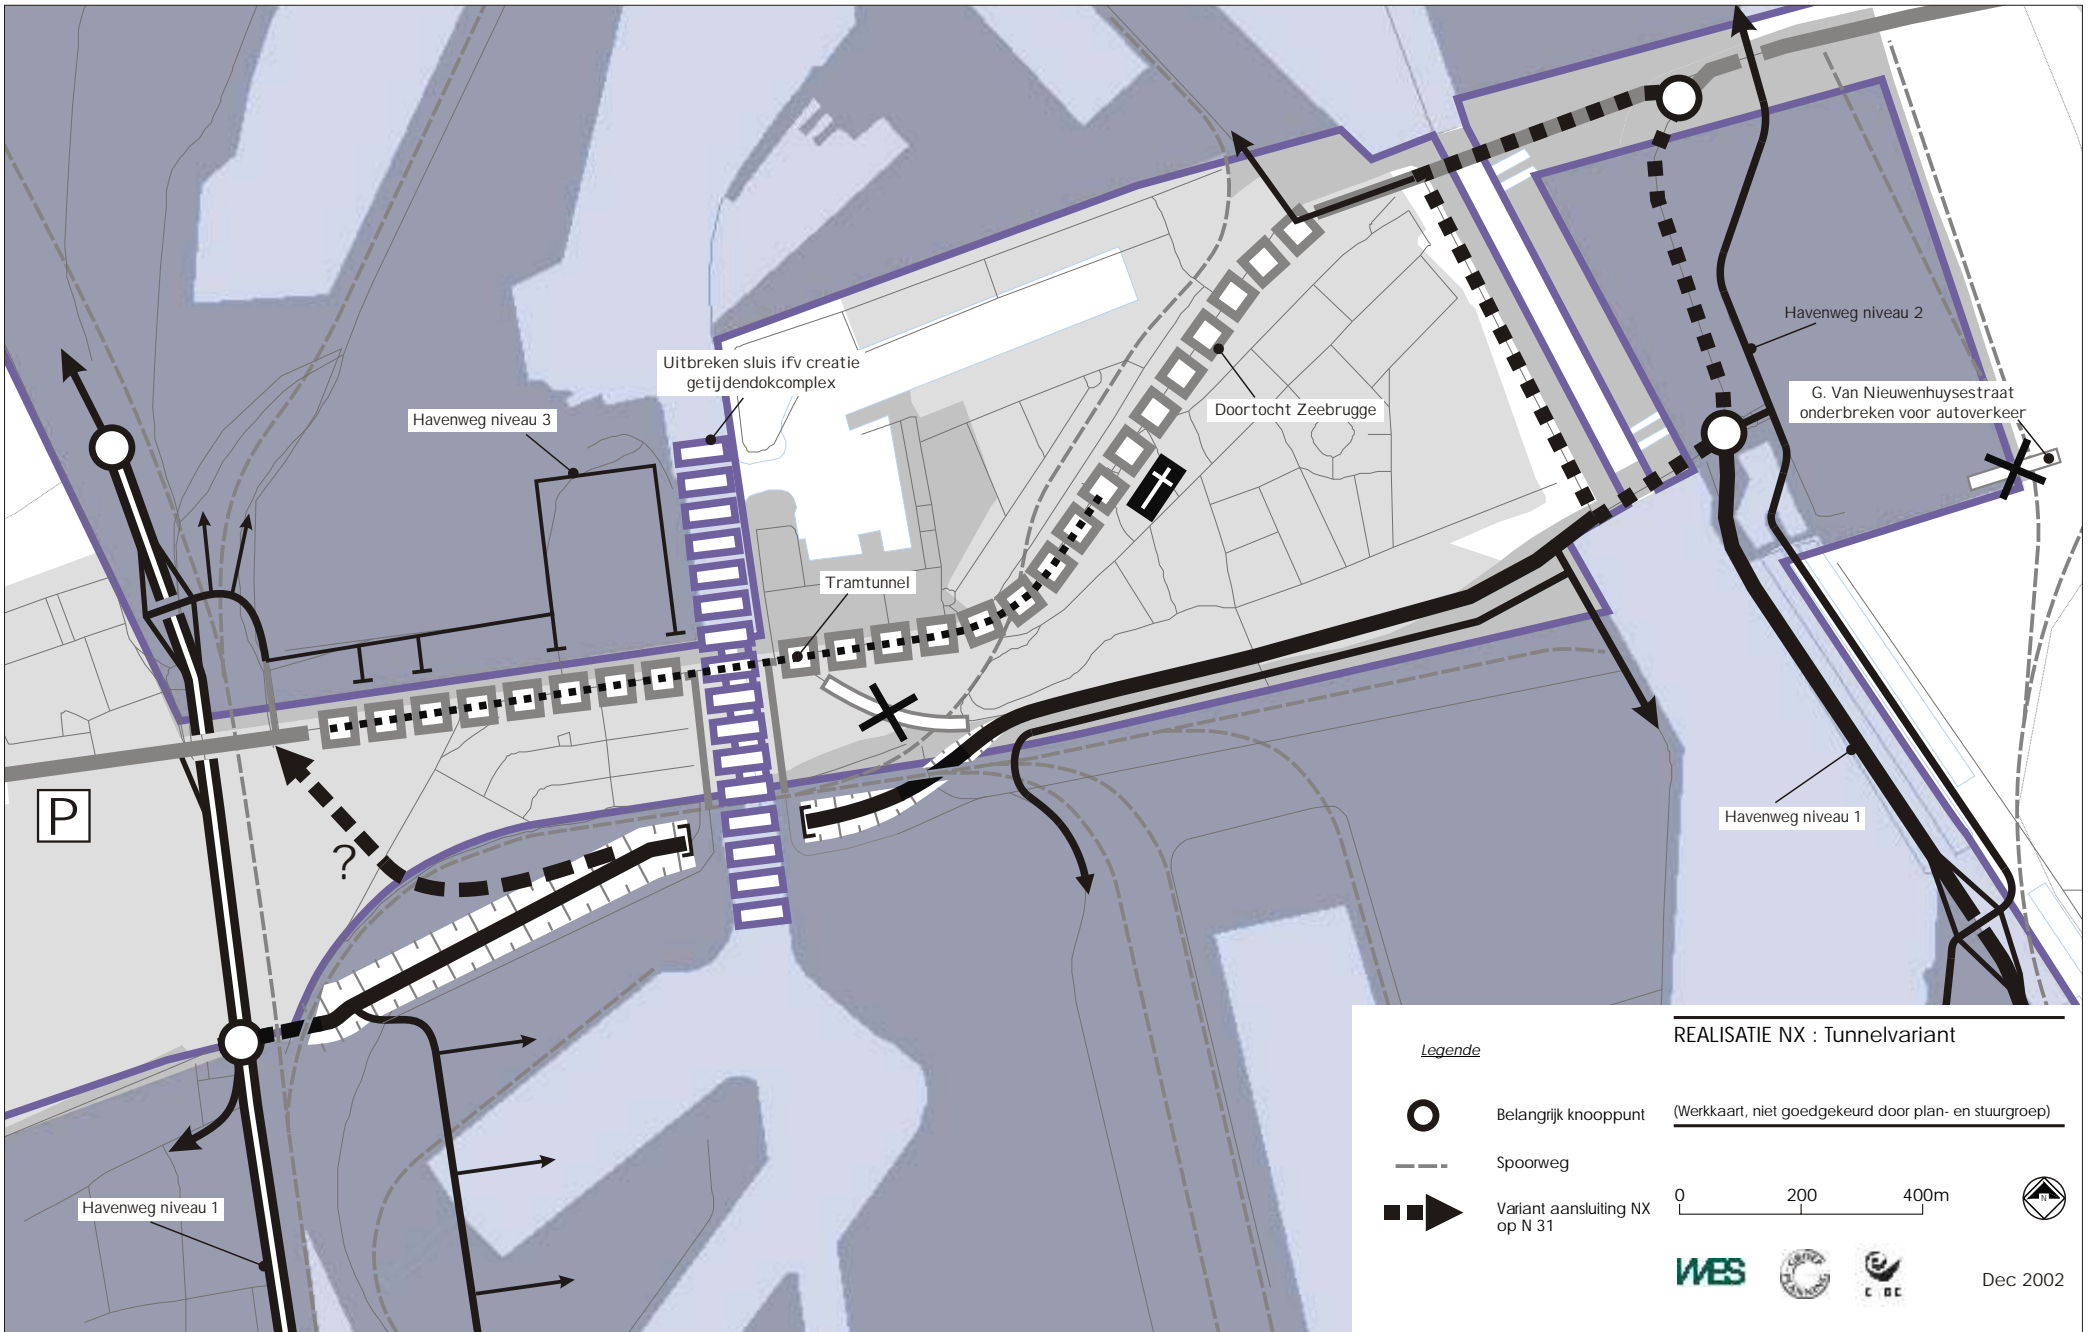 Uitbreken sluis ifv creatie
getijdendokcomplex
Havenweg niveau 3
Havenweg niveau 2
G. Van Nieuwenhuysestraat
onderbreken voor autoverkeer
Doortocht Zeebrugge
Tramtunnel
P
?
Havenweg niveau 1
Havenweg niveau 1
Legende
Belangrijk knooppunt
Spoorweg
Variant aansluiting NX
op N 31
REALISATIE NX : Tunnelvariant
(Werkkaart, niet goedgekeurd door plan- en stuurgroep)
0 200 400m
N
WES
Dec 2002